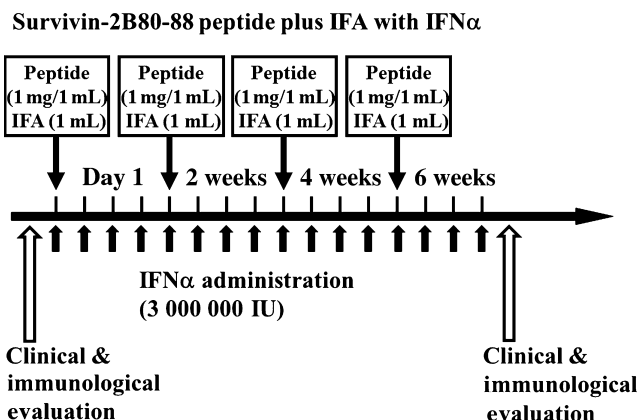 Survivin-2B80-88 peptide plus IFA with IFNα
Peptide
(1 mg/1 mL)
IFA (1 mL)
Peptide
(1 mg/1 mL)
IFA (1 mL)
Peptide
(1 mg/1 mL)
IFA (1 mL)
Peptide
(1 mg/1 mL)
IFA (1 mL)
Day 1 2 weeks 4 weeks 6 weeks
IFNα administration
(3 000 000 IU)
Clinical &
immunological
evaluation
Clinical &
immunological
evaluation